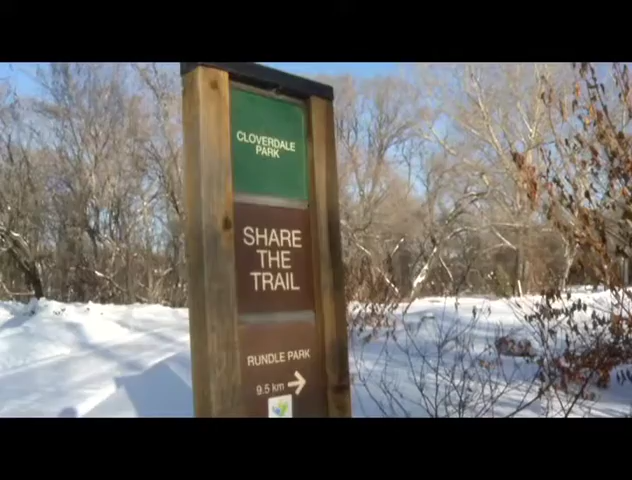 CLOVERDALE
PARK
SHARE
THE
TRAIL
RUNDLE PARK
9.5 km →